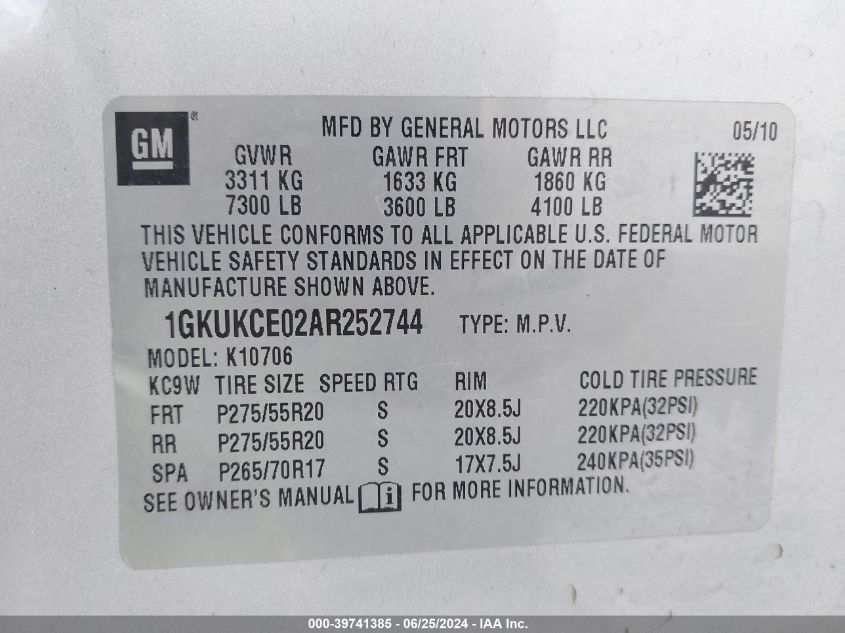 GM ®
MFD BY GENERAL MOTORS LLC 05/10
GVWR GAWR FRT GAWR RR
3311 KG 1633 KG 1860 KG
7300 LB 3600 LB 4100 LB
THIS VEHICLE CONFORMS TO ALL APPLICABLE U.S. FEDERAL MOTOR
VEHICLE SAFETY STANDARDS IN EFFECT ON THE DATE OF
MANUFACTURE SHOWN ABOVE.
1GKUKCE02AR252744 TYPE: M.P.V.
MODEL: K10706
KC9W TIRE SIZE SPEED RTG RIM COLD TIRE PRESSURE
FRT P275/55R20 S 20X8.5J 220KPA(32PSI)
RR P275/55R20 S 20X8.5J 220KPA(32PSI)
SPA P265/70R17 S 17X7.5J 240KPA(35PSI)
SEE OWNER'S MANUAL i FOR MORE INFORMATION.
000-39741385 - 06/25/2024 - IAA Inc.